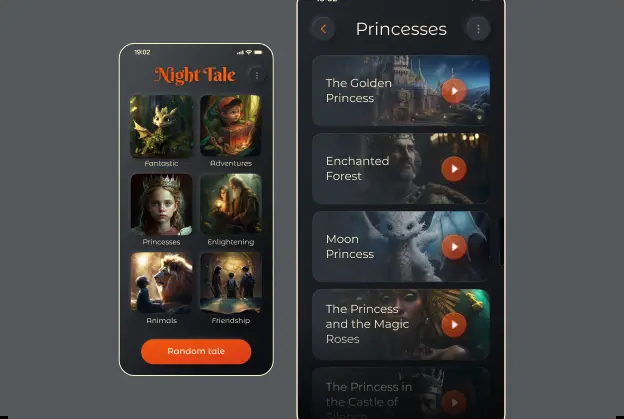 19:02
Night Tale
Fantastic
Adventures
Princesses
Enlightening
Animals
Friendship
Random tale
Princesses
The Golden
Princess
Enchanted
Forest
Moon
Princess
The Princess
and the Magic
Roses
The Princess in
the Castle of
Silence